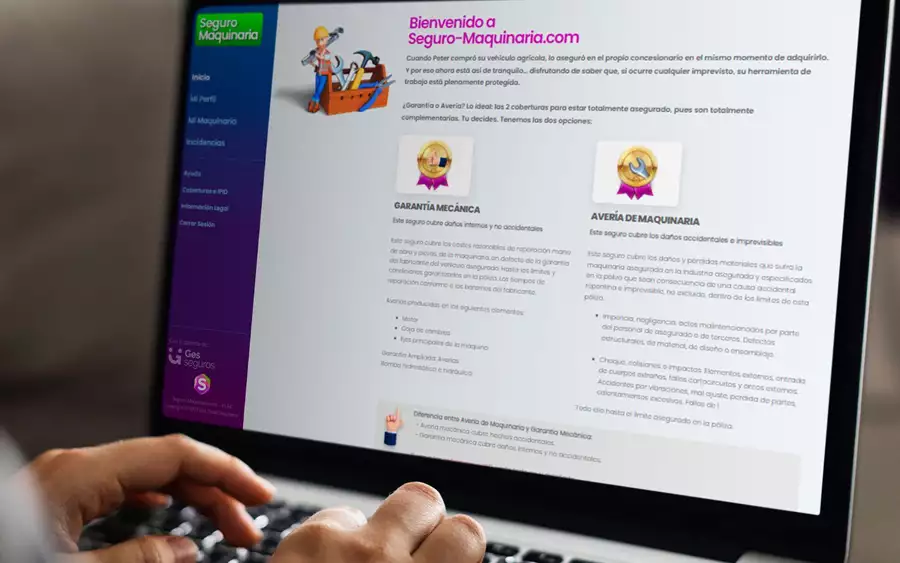 Seguro
Maquinaria
Inicio
Mi Perfil
Mi Maquinaria
Incidencias
Ayuda
Coberturas e IPID
Información Legal
Cerrar Sesión
Ges
seguros
Bienvenido a
Seguro-Maquinaria.com
Cuando Peter compró su vehículo agrícola, lo aseguró en el propio concesionario en el mismo momento de adquirirlo.
Y por eso ahora está así de tranquilo... disfrutando de saber que, si ocurre cualquier imprevisto, su herramienta de
trabajo está plenamente protegida.
¿Garantía o Avería? Lo ideal: las 2 coberturas para estar totalmente asegurado, pues son totalmente
complementarias. Tu decides. Tenemos las dos opciones:
GARANTÍA MECÁNICA
Este seguro cubre daños internos y no accidentales
Este seguro cubre los costos razonables de reparación mano
de obra y piezas, de la maquinaria, en defecto de la garantía
del fabricante del vehículo asegurado. Hasta los límites y
condiciones garantizados en la póliza. Los tiempos de
reparación conforme a los baremos del fabricante.
Averías producidas en los siguientes elementos:
• Motor
• Caja de cambios
• Ejes principales de la máquina
Garantía Ampliada: Averías
Bomba hidrostática e hidráulica
AVERÍA DE MAQUINARIA
Este seguro cubre los daños accidentales e imprevisibles
Este seguro cubre los daños y pérdidas materiales que sufra la
maquinaria asegurada en la industria asegurada y especificados
en la póliza que sean consecuencia de una causa accidental
repentina e imprevisible, no excluida, dentro de los límites de esta
póliza.
• Impericia, negligencia, actos malintencionados por parte
del personal de asegurado o de terceros. Defectos
estructurales, de material, de diseño o ensamblaje.
• Choque, colisiones o impactos. Elementos externos, entrada
de cuerpos extraños, fallos cortocircuitos y arcos externos.
Accidentes por vibraciones, mal ajuste, perdida de partes,
calentamientos excesivos. Fallos de l
Todo ello hasta el límite asegurado en la póliza.
Diferencia entre Avería de Maquinaria y Garantía Mecánica:
- Avería mecánica cubre hechos accidentales.
- Garantía mecánica cubre daños internos y no accidentales.